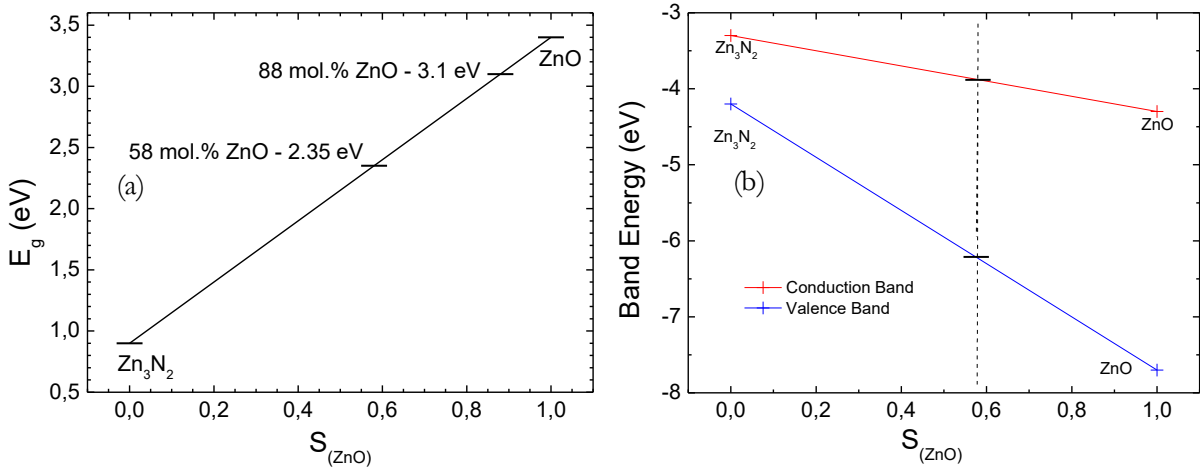 3,5
3,0
2,5
2,0
1,5
1,0
0,5
E_g (eV)
88 mol.% ZnO - 3.1 eV
ZnO
58 mol.% ZnO - 2.35 eV
(a)
Zn₃N₂
0,0 0,2 0,4 0,6 0,8 1,0
S_(ZnO)
-3
-4
-5
-6
-7
-8
Band Energy (eV)
Zn₃N₂
ZnO
Zn₃N₂
(b)
Conduction Band
Valence Band
ZnO
0,0 0,2 0,4 0,6 0,8 1,0
S_(ZnO)